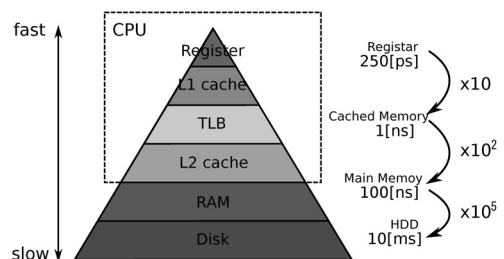 fast
CPU
Register
L1 cache
TLB
L2 cache
RAM
Disk
slow
Registar
250[ps]
x10
Cached Memory
1[ns]
x10²
Main Memoy
100[ns]
x10⁵
HDD
10[ms]